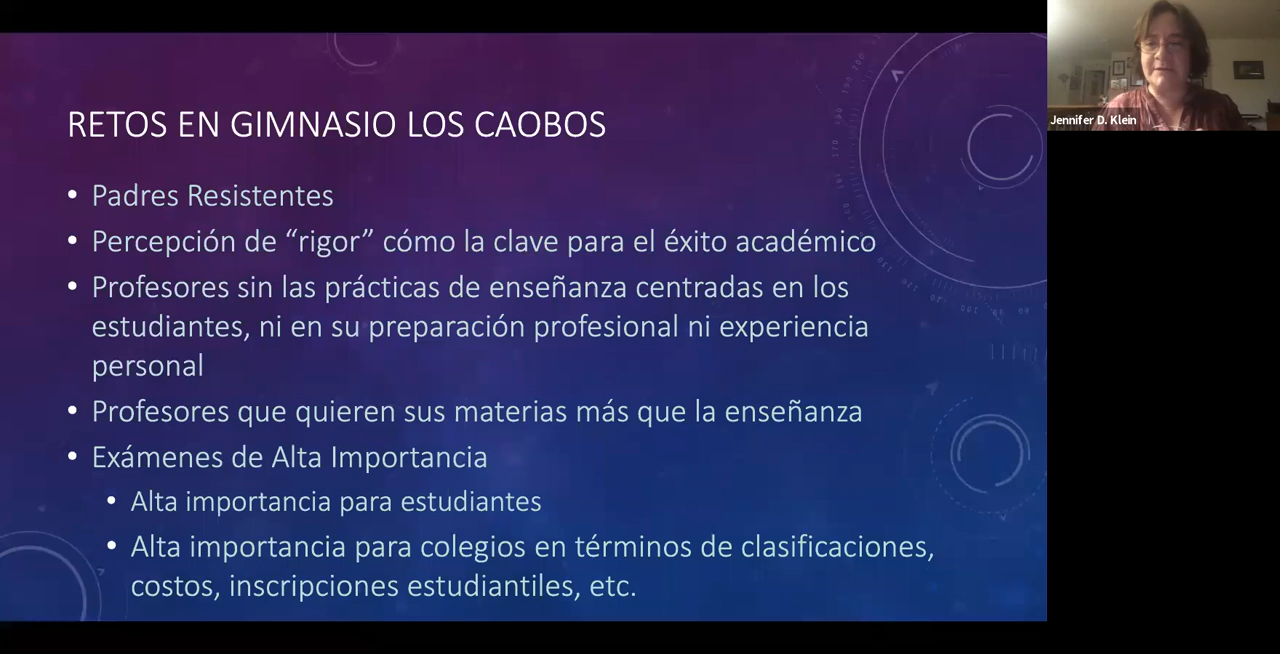 RETOS EN GIMNASIO LOS CAOBOS
• Padres Resistentes
• Percepción de “rigor” cómo la clave para el éxito académico
• Profesores sin las prácticas de enseñanza centradas en los
estudiantes, ni en su preparación profesional ni experiencia
personal
• Profesores que quieren sus materias más que la enseñanza
• Exámenes de Alta Importancia
• Alta importancia para estudiantes
• Alta importancia para colegios en términos de clasificaciones,
costos, inscripciones estudiantiles, etc.
Jennifer D. Klein